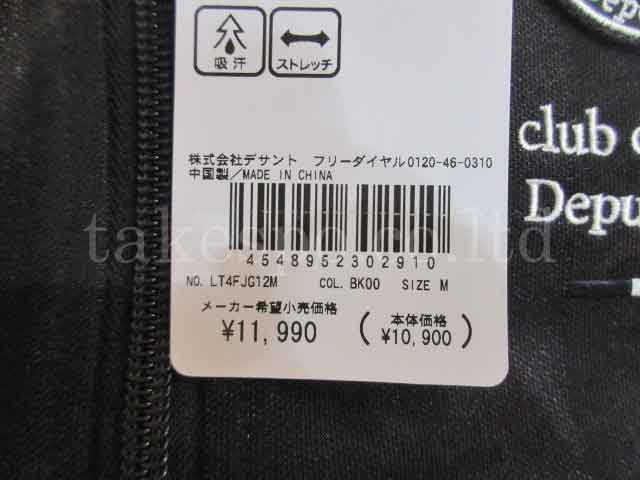 吸汗
ストレッチ
株式会社デサント フリーダイヤル0120-46-0310
中国製/MADE IN CHINA
4548952302910
NO. LT4FJG12M COL. BK00 SIZE M
メーカー希望小売価格
¥11,990
(本体価格
¥10,900)
club
Depu
takespo.co.ltd